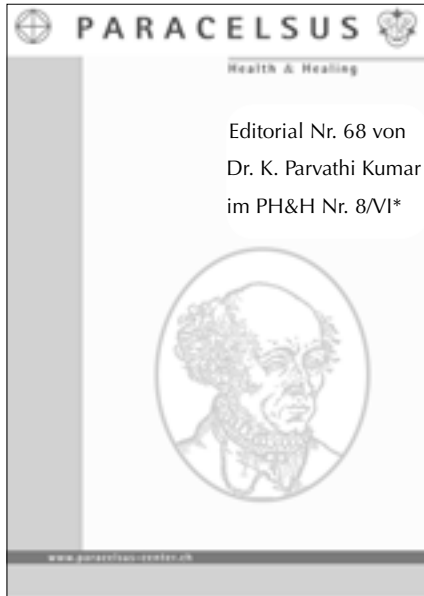 PARACELSUS
Health & Healing
Editorial Nr. 68 von
Dr. K. Parvathi Kumar
im PH&H Nr. 8/VI*
www.paracelsus-center.ch